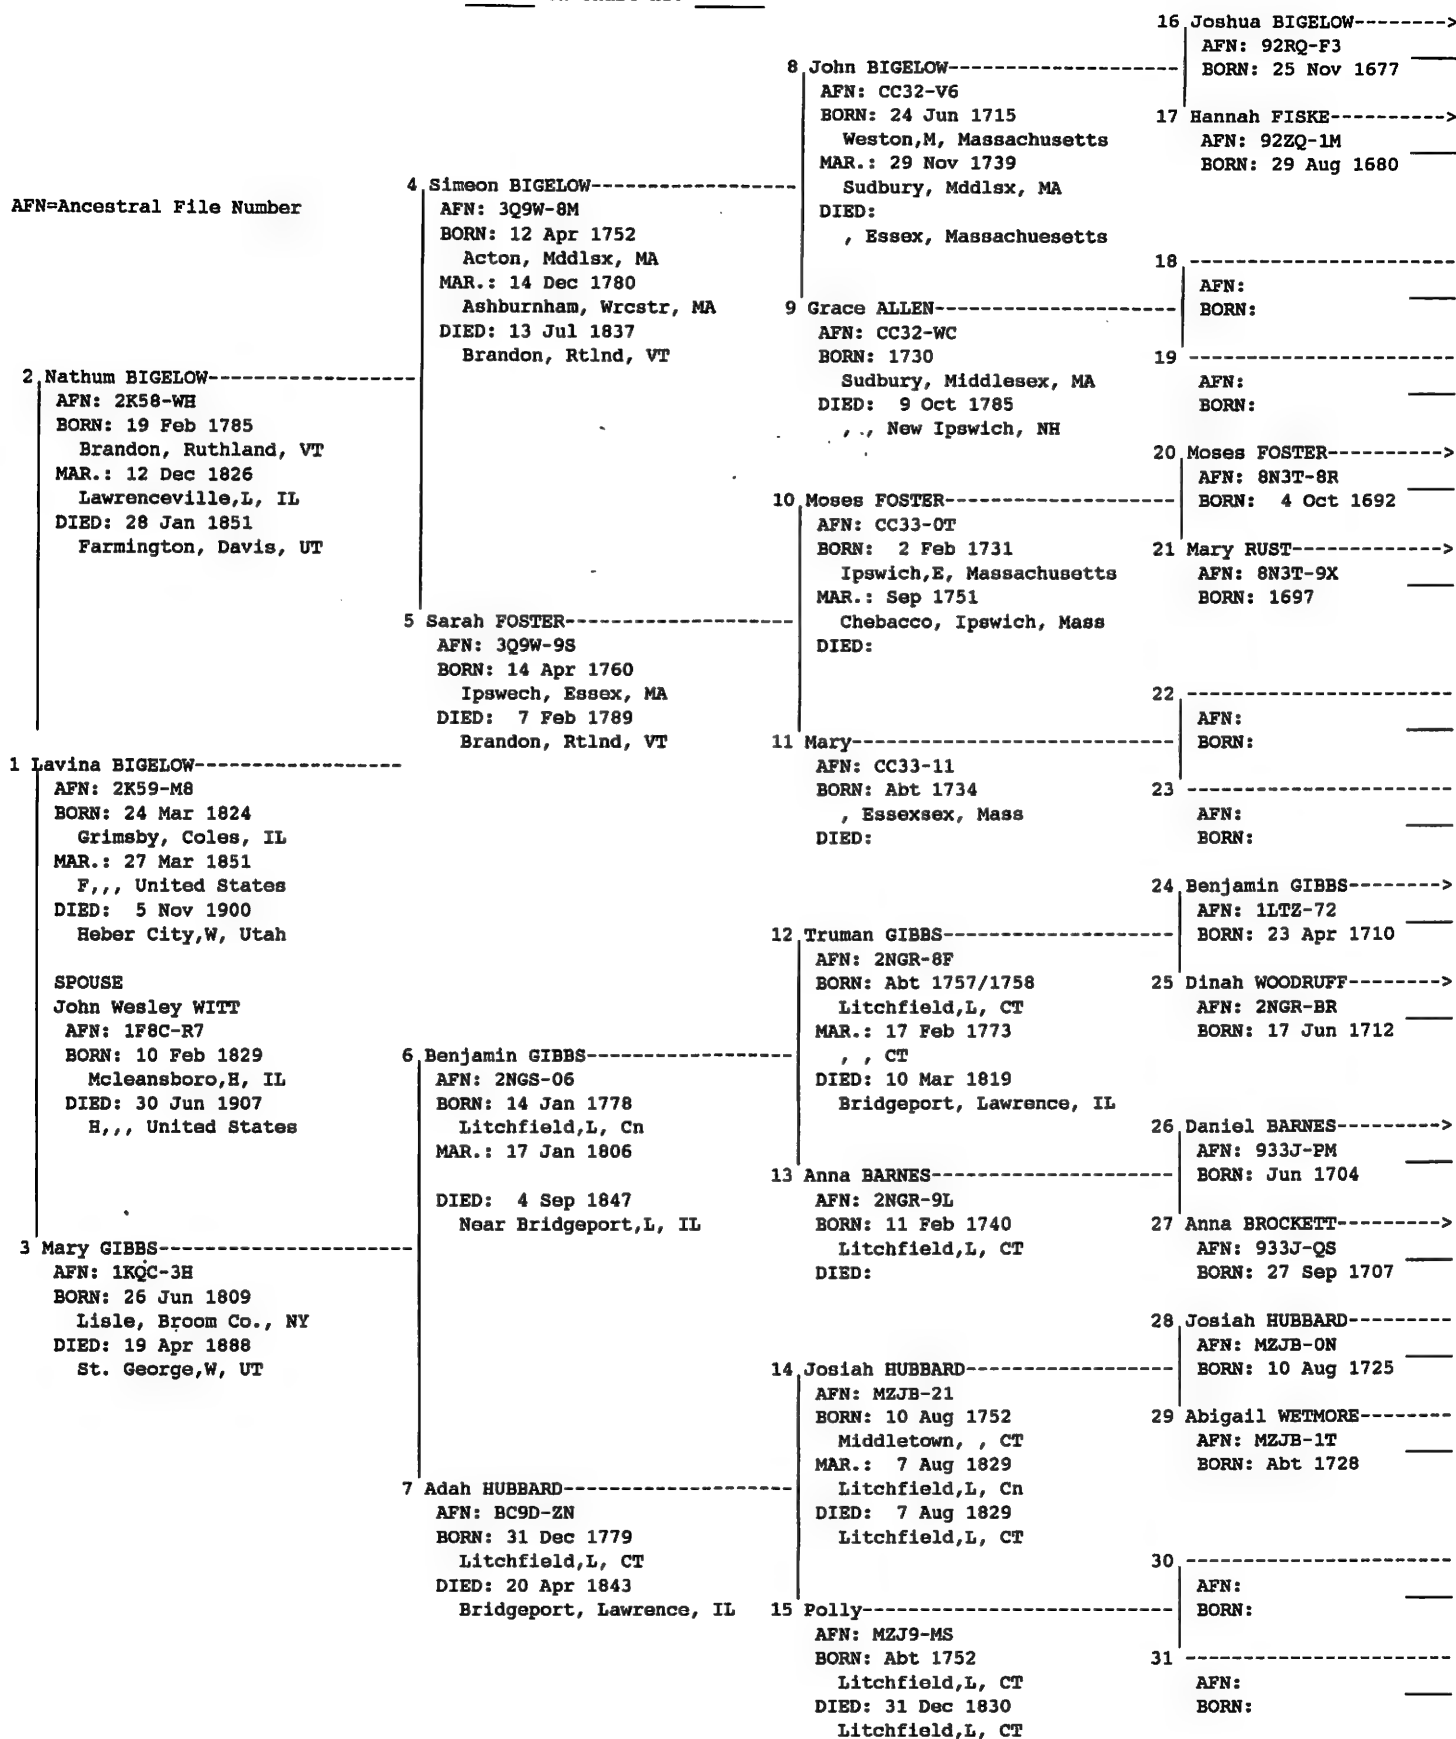 16 Joshua BIGELOW-------->
AFN: 92RQ-F3
BORN: 25 Nov 1677
8 John BIGELOW--------------------
AFN: CC32-V6
BORN: 24 Jun 1715
Weston,M, Massachusetts
MAR.: 29 Nov 1739
Sudbury, Mddlsx, MA
DIED:
, Essex, Massachuesetts
17 Hannah FISKE---------->
AFN: 92ZQ-1M
BORN: 29 Aug 1680
4 Simeon BIGELOW------------------
AFN: 3Q9W-8M
BORN: 12 Apr 1752
Acton, Mddlsx, MA
MAR.: 14 Dec 1780
Ashburnham, Wrcstr, MA
DIED: 13 Jul 1837
Brandon, Rtlnd, VT
AFN=Ancestral File Number
18 -----------------------
AFN:
BORN:
9 Grace ALLEN---------------------
AFN: CC32-WC
BORN: 1730
Sudbury, Middlesex, MA
DIED: 9 Oct 1785
, ., New Ipswich, NH
19 -----------------------
AFN:
BORN:
2 Nathum BIGELOW------------------
AFN: 2K58-WH
BORN: 19 Feb 1785
Brandon, Ruthland, VT
MAR.: 12 Dec 1826
Lawrenceville,L, IL
DIED: 28 Jan 1851
Farmington, Davis, UT
20 Moses FOSTER---------->
AFN: 8N3T-8R
BORN: 4 Oct 1692
10 Moses FOSTER-------------------
AFN: CC33-0T
BORN: 2 Feb 1731
Ipswich,E, Massachusetts
MAR.: Sep 1751
Chebacco, Ipswich, Mass
DIED:
21 Mary RUST------------->
AFN: 8N3T-9X
BORN: 1697
5 Sarah FOSTER--------------------
AFN: 3Q9W-9S
BORN: 14 Apr 1760
Ipswech, Essex, MA
DIED: 7 Feb 1789
Brandon, Rtlnd, VT
22 -----------------------
AFN:
BORN:
11 Mary---------------------------
AFN: CC33-11
BORN: Abt 1734
, Essexsex, Mass
DIED:
23 -----------------------
AFN:
BORN:
1 Lavina BIGELOW------------------
AFN: 2K59-M8
BORN: 24 Mar 1824
Grimsby, Coles, IL
MAR.: 27 Mar 1851
F,,, United States
DIED: 5 Nov 1900
Heber City,W, Utah
SPOUSE
John Wesley WITT
AFN: 1F8C-R7
BORN: 10 Feb 1829
Mcleansboro,H, IL
DIED: 30 Jun 1907
H,,, United States
24 Benjamin GIBBS-------->
AFN: 1LTZ-72
BORN: 23 Apr 1710
12 Truman GIBBS-------------------
AFN: 2NGR-8F
BORN: Abt 1757/1758
Litchfield,L, CT
MAR.: 17 Feb 1773
, , CT
DIED: 10 Mar 1819
Bridgeport, Lawrence, IL
25 Dinah WOODRUFF-------->
AFN: 2NGR-BR
BORN: 17 Jun 1712
6 Benjamin GIBBS------------------
AFN: 2NGS-06
BORN: 14 Jan 1778
Litchfield,L, Cn
MAR.: 17 Jan 1806
DIED: 4 Sep 1847
Near Bridgeport,L, IL
26 Daniel BARNES--------->
AFN: 933J-PM
BORN: Jun 1704
13 Anna BARNES--------------------
AFN: 2NGR-9L
BORN: 11 Feb 1740
Litchfield,L, CT
DIED:
27 Anna BROCKETT--------->
AFN: 933J-QS
BORN: 27 Sep 1707
3 Mary GIBBS----------------------
AFN: 1KQC-3H
BORN: 26 Jun 1809
Lisle, Broom Co., NY
DIED: 19 Apr 1888
St. George,W, UT
28 Josiah HUBBARD---------
AFN: MZJB-0N
BORN: 10 Aug 1725
14 Josiah HUBBARD-----------------
AFN: MZJB-21
BORN: 10 Aug 1752
Middletown, , CT
MAR.: 7 Aug 1829
Litchfield,L, Cn
DIED: 7 Aug 1829
Litchfield,L, CT
29 Abigail WETMORE--------
AFN: MZJB-1T
BORN: Abt 1728
7 Adah HUBBARD--------------------
AFN: BC9D-ZN
BORN: 31 Dec 1779
Litchfield,L, CT
DIED: 20 Apr 1843
Bridgeport, Lawrence, IL
30 -----------------------
AFN:
BORN:
15 Polly--------------------------
AFN: MZJ9-MS
BORN: Abt 1752
Litchfield,L, CT
DIED: 31 Dec 1830
Litchfield,L, CT
31 -----------------------
AFN:
BORN: